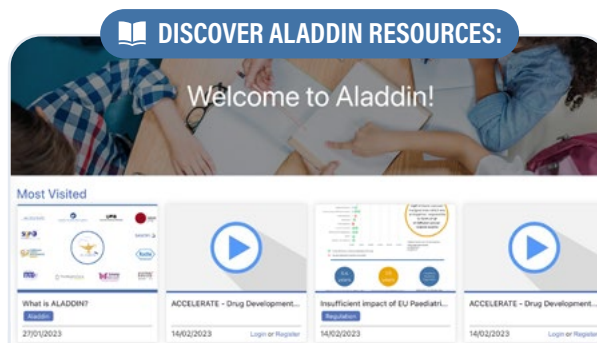 DISCOVER ALADDIN RESOURCES:
Welcome to Aladdin!
Most Visited
What is ALADDIN?
Aladdin
27/01/2023
ACCELERATE - Drug Development...
14/02/2023 Login or Register
Insufficient impact of EU Paediatri...
Regulation
14/02/2023
ACCELERATE - Drug Development...
14/02/2023 Login or Register